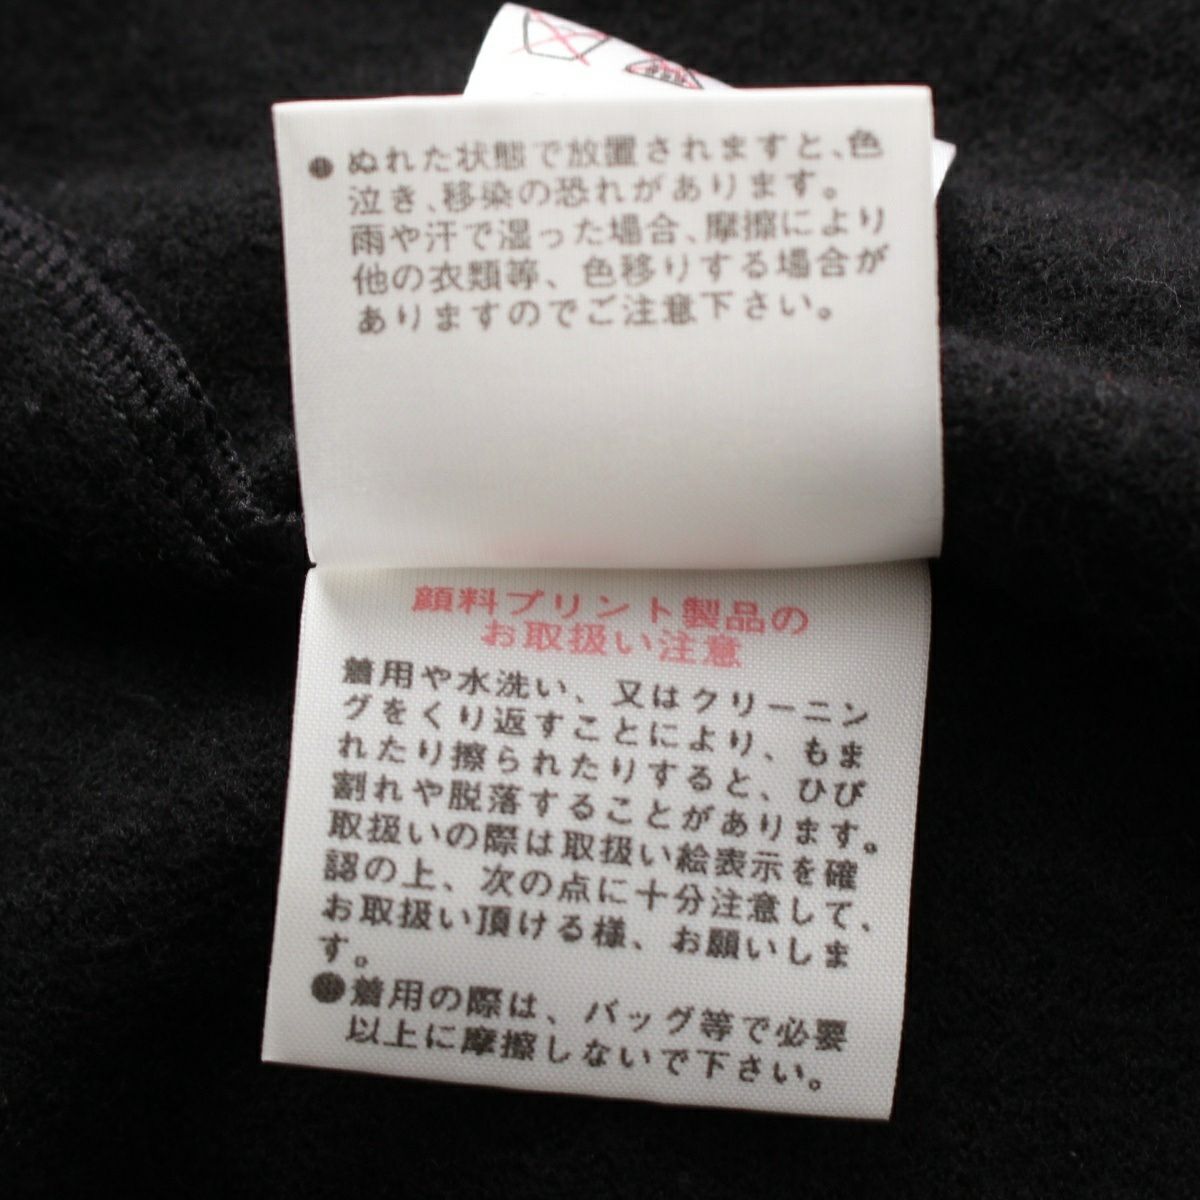 ●ぬれた状態で放置されますと、色
泣き、移染の恐れがあります。
雨や汗で湿った場合、摩擦により
他の衣類等、色移りする場合が
ありますのでご注意下さい。
顔料プリント製品の
お取扱い注意
着用や水洗い、又はクリーニン
グをくり返すことにより、もま
れたり擦られたりすると、ひび
割れや脱落することがあります。
取扱いの際は取扱い絵表示を確
認の上、次の点に十分注意して、
お取扱い頂ける様、お願いしま
す。
●着用の際は、バッグ等で必要
以上に摩擦しないで下さい。